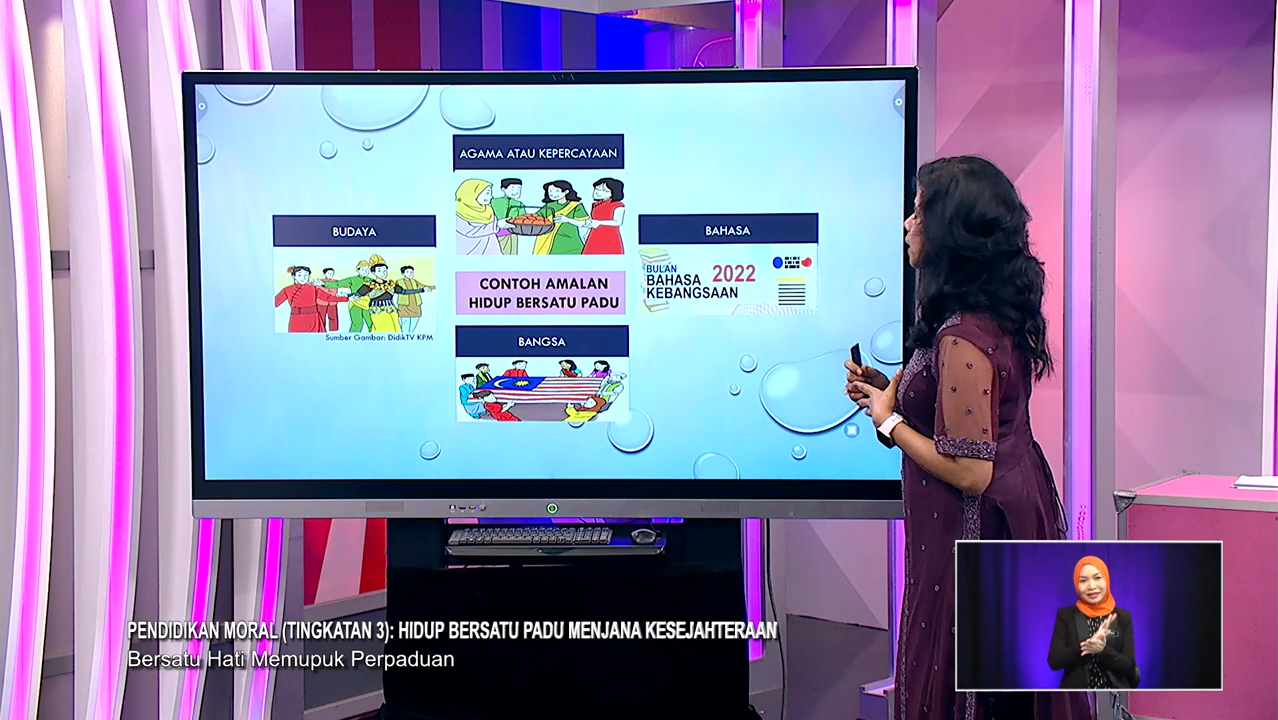 AGAMA ATAU KEPERCAYAAN
BUDAYA
BAHASA
BULAN
BAHASA 2022
KEBANGSAAN
CONTOH AMALAN
HIDUP BERSATU PADU
Sumber Gambar: DidikTV KPM
BANGSA
PENDIDIKAN MORAL (TINGKATAN 3): HIDUP BERSATU PADU MENJANA KESEJAHTERAAN
Bersatu Hati Memupuk Perpaduan